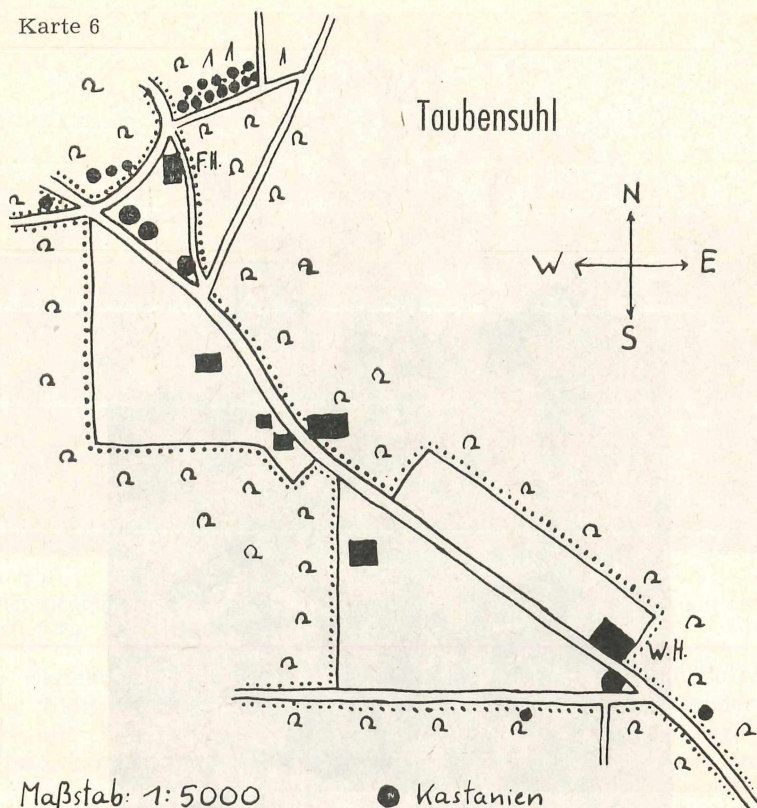 Karte 6
Taubensuhl
F.H.
N
W E
S
W.H.
Maßstab: 1:5000
Kastanien